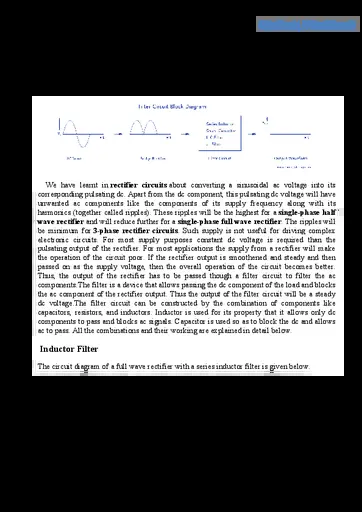 Filter Circuit Block Diagram
Series Inductor
Shunt Capacitor
L-C Filter
Filter Circuit
We have learnt in rectifier circuits about converting a sinusoidal ac voltage into its
corresponding pulsating dc. Apart from the dc component, this pulsating dc voltage will have
unwanted ac components like the components of its supply frequency along with its
harmonics (together called ripples). These ripples will be the highest for a single-phase half
wave rectifier and will reduce further for a single-phase full wave rectifier. The ripples will
be minimum for 3-phase rectifier circuits. Such supply is not useful for driving complex
electronic circuits. For most supply purposes constant dc voltage is required than the
pulsating output of the rectifier. For most applications the supply from a rectifier will make
the operation of the circuit poor. If the rectifier output is smoothened and steady and then
passed on as the supply voltage, then the overall operation of the circuit becomes better.
Thus, the output of the rectifier has to be passed though a filter circuit to filter the ac
components.The filter is a device that allows passing the dc component of the load and blocks
the ac component of the rectifier output. Thus the output of the filter circuit will be a steady
dc voltage.The filter circuit can be constructed by the combination of components like
capacitors, resistors, and inductors. Inductor is used for its property that it allows only dc
components to pass and blocks ac signals. Capacitor is used so as to block the dc and allows
ac to pass. All the combinations and their working are explained in detail below.
Inductor Filter
The circuit diagram of a full wave rectifier with a series inductor filter is given below.